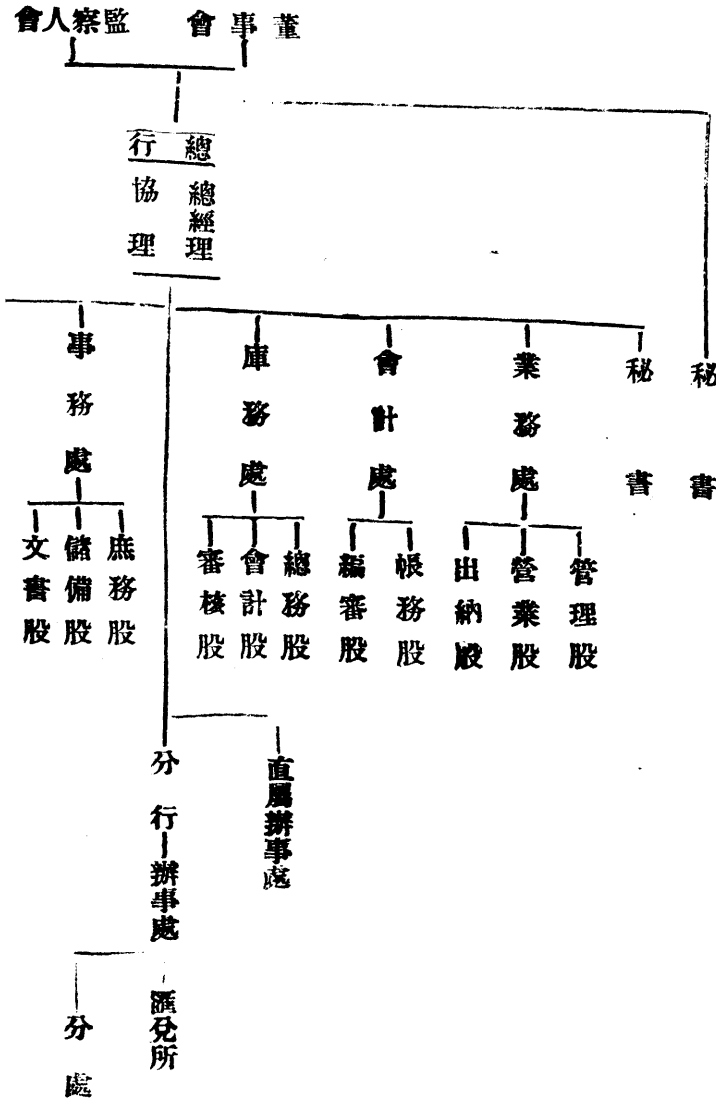 董事會
監察人會
總行
總經理
協理
秘書
秘書
業務處
會計處
庫務處
事務處
管理股
營業股
出納股
帳務股
編審股
總務股
會計股
審核股
庶務股
儲備股
文書股
直屬辦事處
分行
辦事處
匯兌所
分處